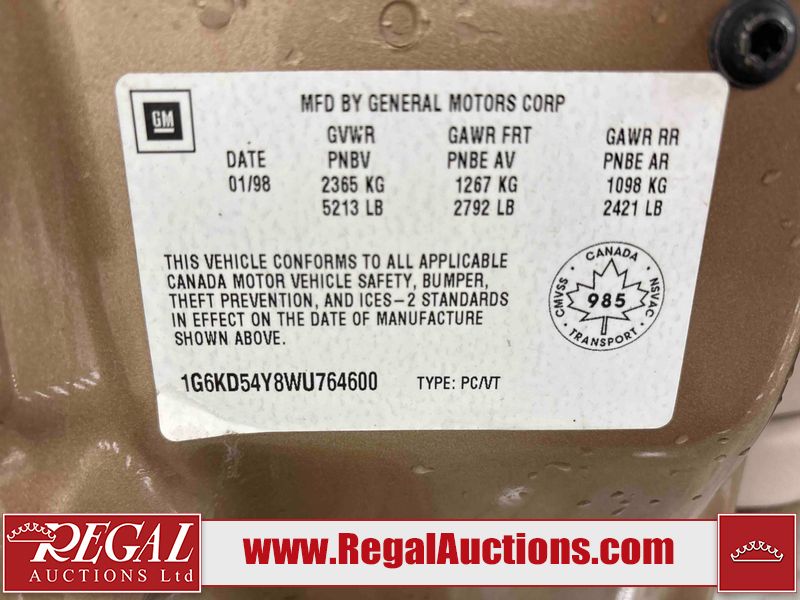 GM
MFD BY GENERAL MOTORS CORP
GVWR GAWR FRT GAWR RR
DATE PNBV PNBE AV PNBE AR
01/98 2365 KG 1267 KG 1098 KG
5213 LB 2792 LB 2421 LB
THIS VEHICLE CONFORMS TO ALL APPLICABLE
CANADA MOTOR VEHICLE SAFETY, BUMPER,
THEFT PREVENTION, AND ICES-2 STANDARDS
IN EFFECT ON THE DATE OF MANUFACTURE
SHOWN ABOVE.
CANADA
CMVSS 985 NSVAC
TRANSPORT
1G6KD54Y8WU764600 TYPE: PC/VT
REGAL
AUCTIONS Ltd
www.RegalAuctions.com